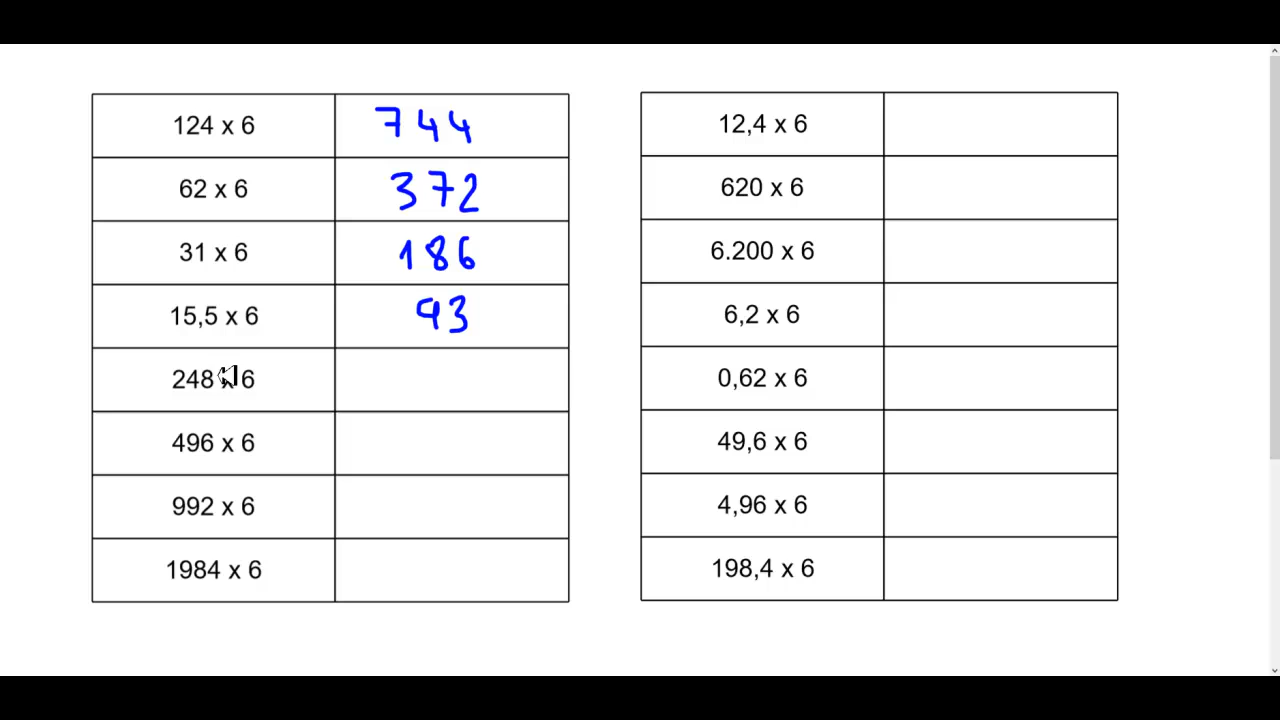 124 x 6 744
62 x 6 372
31 x 6 186
15,5 x 6 93
248 x 6
496 x 6
992 x 6
1984 x 6
12,4 x 6
620 x 6
6.200 x 6
6,2 x 6
0,62 x 6
49,6 x 6
4,96 x 6
198,4 x 6